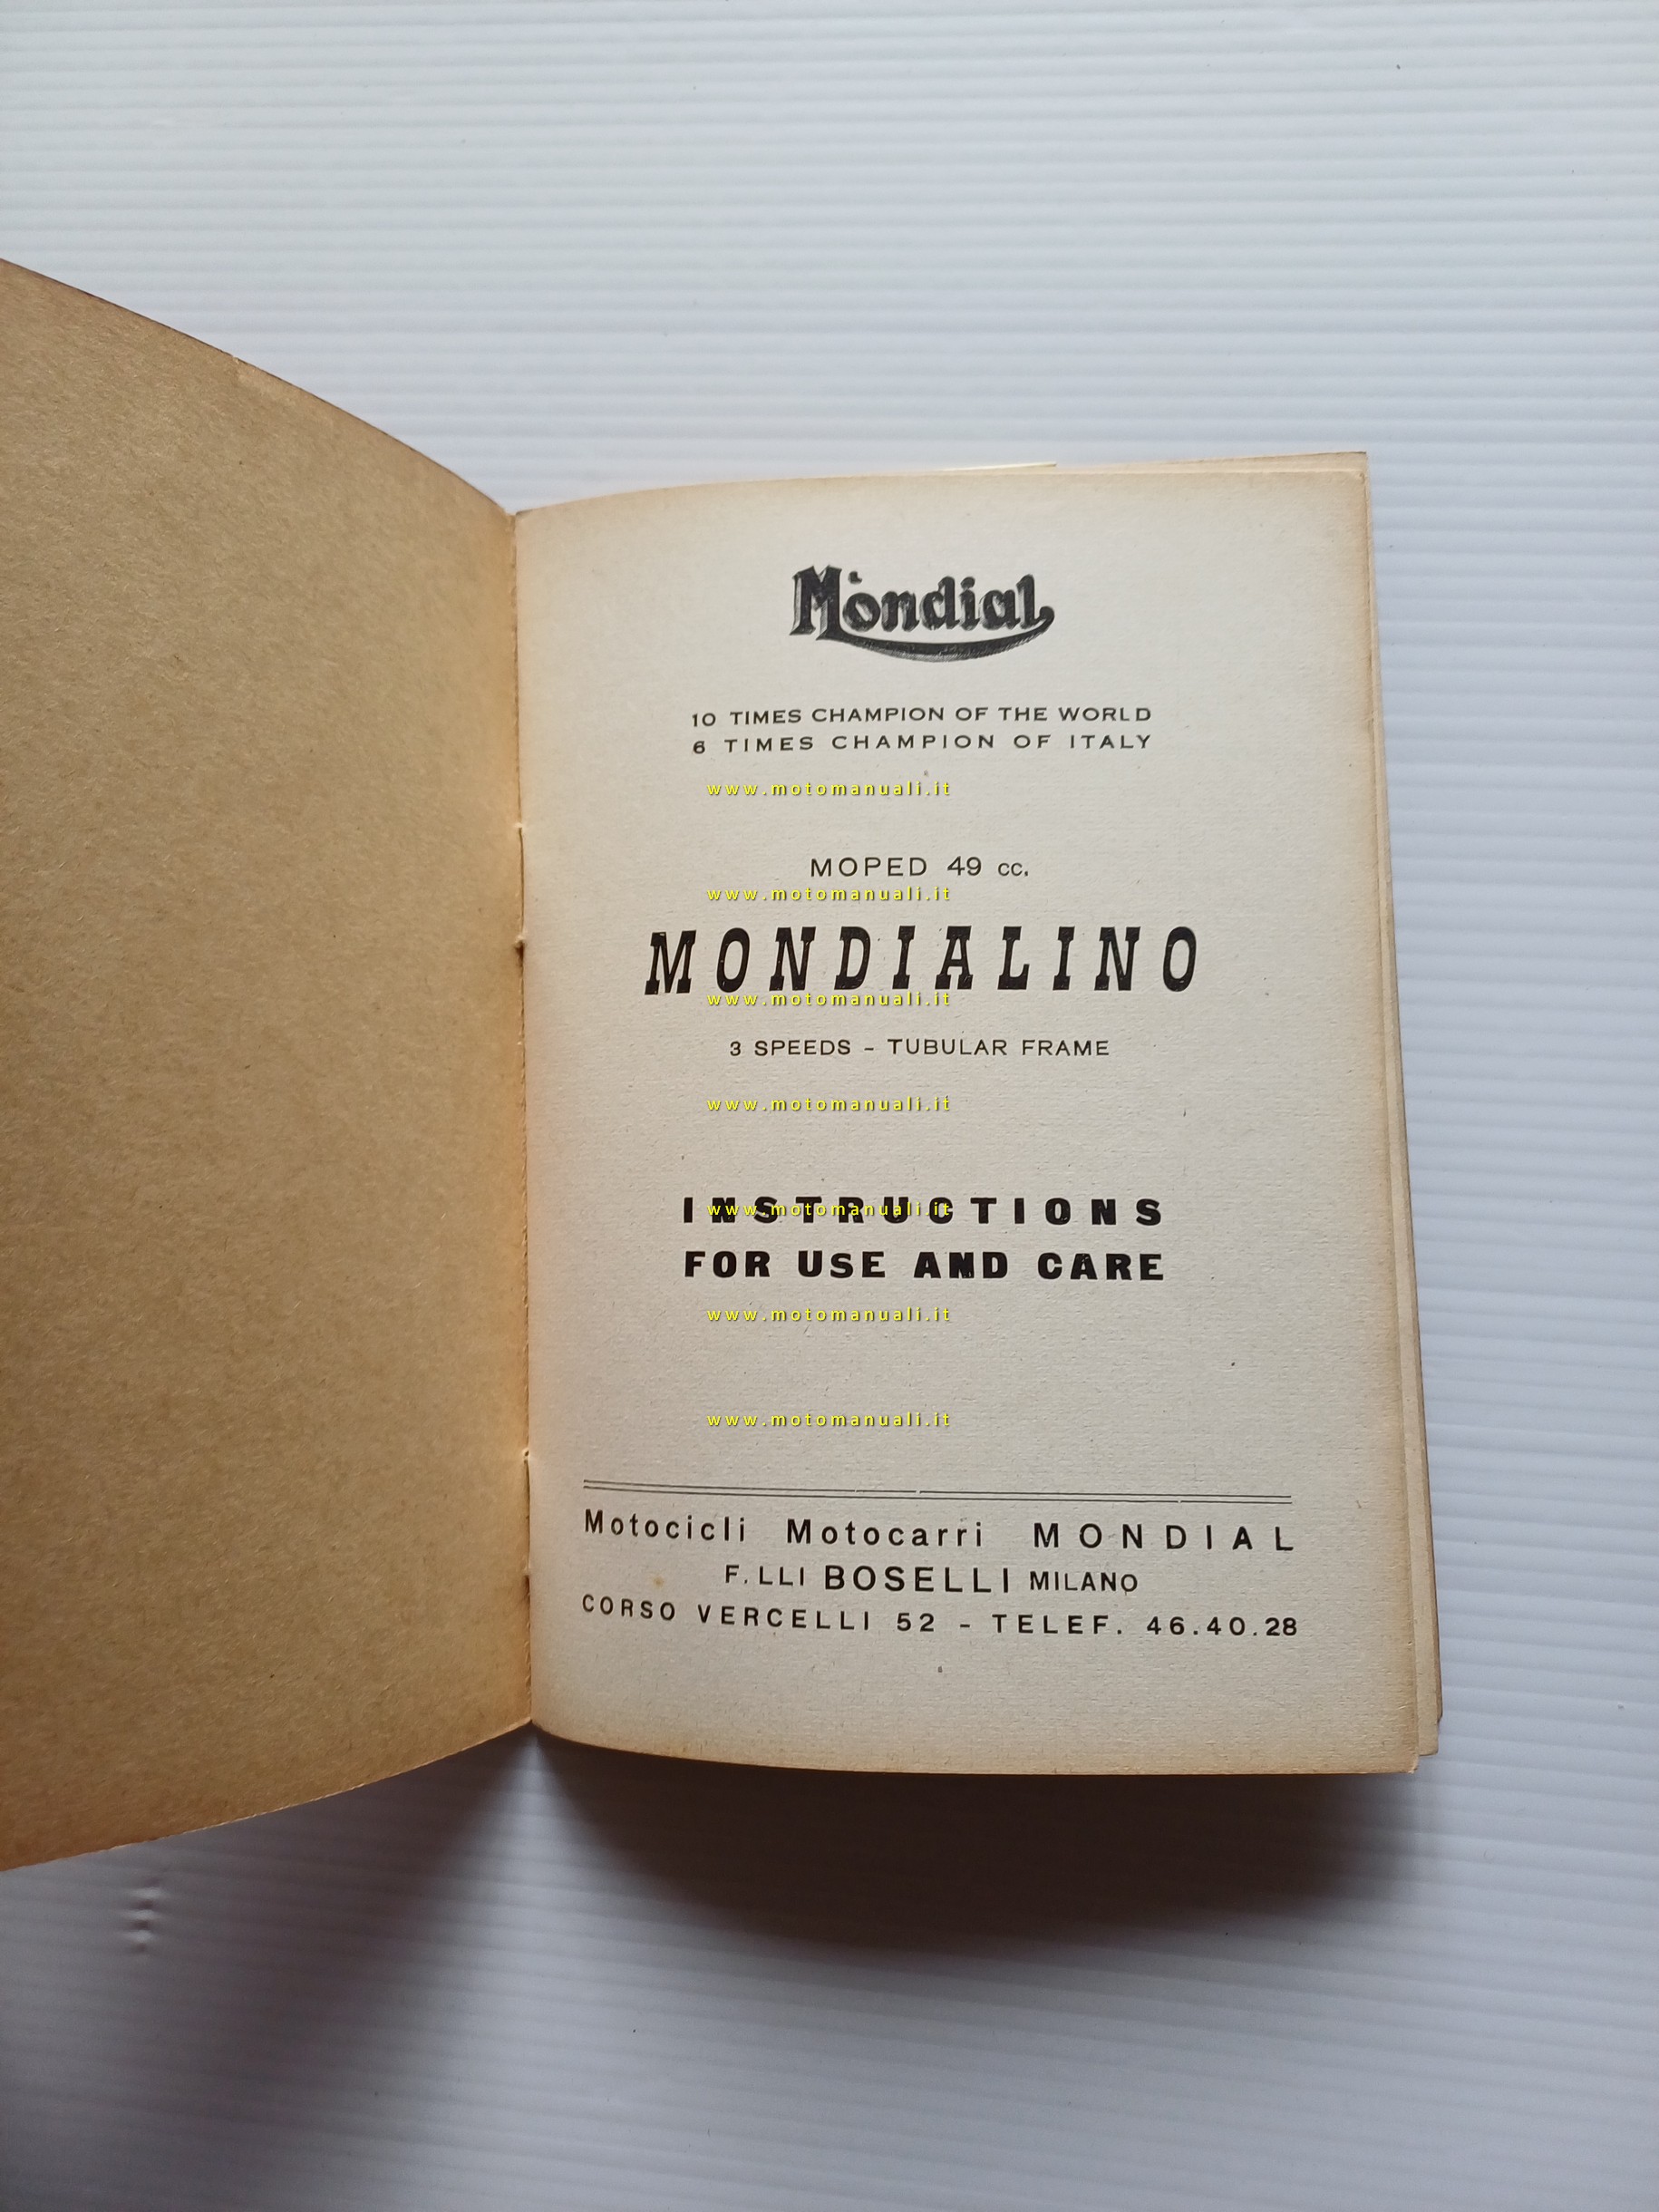 Mondial
10 TIMES CHAMPION OF THE WORLD
6 TIMES CHAMPION OF ITALY
www.motomanuali.it
MOPED 49 cc.
www.motomanuali.it
MONDIALINO
www.motomanuali.it
3 SPEEDS - TUBULAR FRAME
www.motomanuali.it
INSTRUCTIONS
www.motomanuali.it
FOR USE AND CARE
www.motomanuali.it
www.motomanuali.it
Motocicli Motocarri MONDIAL
F.LLI BOSELLI MILANO
CORSO VERCELLI 52 - TELEF. 46.40.28